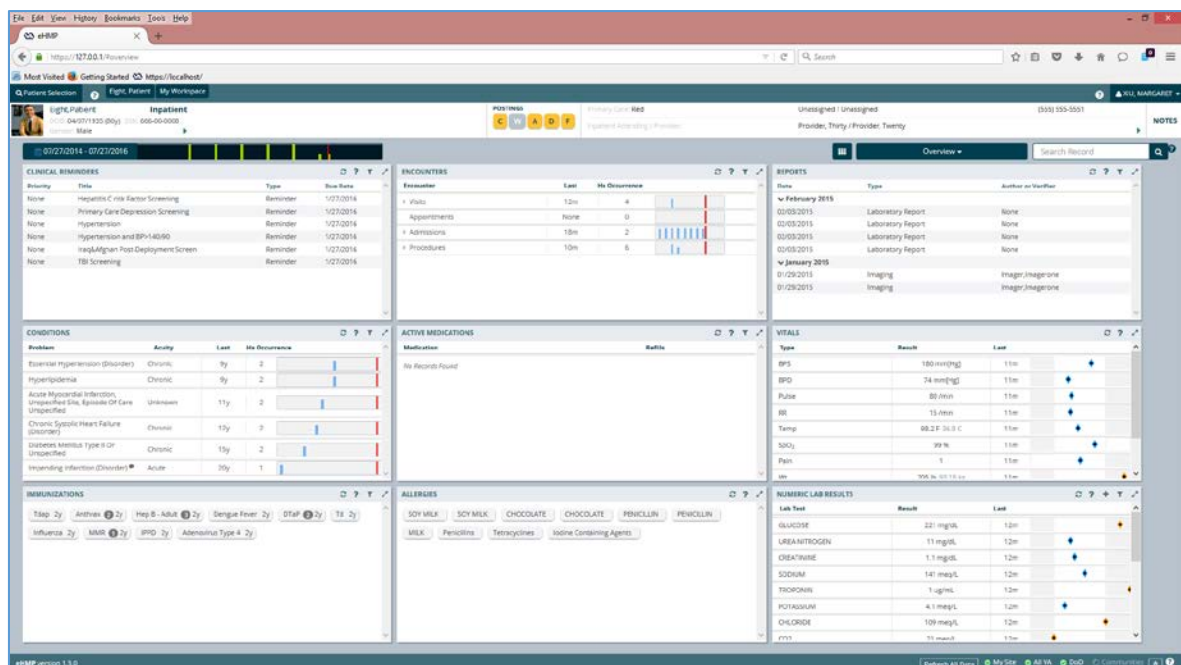 File Edit View History Bookmarks Tools Help
eHMP
https://127.0.0.1/#overview
Search
Most Visited Getting Started https://localhost/
Patient Selection Eight, Patient My Workspace XIU, MARGARET
Eight,Patient Inpatient
DOB: 04/07/1935 (80y) SSN: 666-00-0008
Gender: Male
POSTINGS
C W A D F
Primary Care: Red Unassigned / Unassigned (555) 555-5551
Inpatient Attending / Provider: Provider, Thirty / Provider, Twenty
NOTES
07/27/2014 - 07/27/2016 Overview Search Record
CLINICAL REMINDERS
Priority Title Type Due Date
None Hepatitis C risk Factor Screening Reminder 1/27/2016
None Primary Care Depression Screening Reminder 1/27/2016
None Hypertension Reminder 1/27/2016
None Hypertension and BP>140/90 Reminder 1/27/2016
None Iraq&Afghan Post-Deployment Screen Reminder 1/27/2016
None TBI Screening Reminder 1/27/2016
ENCOUNTERS
Encounter Last Hx Occurrence
Visits 12m 4
Appointments None 0
Admissions 18m 2
Procedures 10m 6
REPORTS
Date Type Author or Verifier
February 2015
02/03/2015 Laboratory Report None
02/03/2015 Laboratory Report None
02/03/2015 Laboratory Report None
02/03/2015 Laboratory Report None
January 2015
01/29/2015 Imaging Imager,Imagerone
01/29/2015 Imaging Imager,Imagerone
CONDITIONS
Problem Acuity Last Hx Occurrence
Essential Hypertension (Disorder) Chronic 9y 2
Hyperlipidemia Chronic 9y 2
Acute Myocardial Infarction,
Unspecified Site, Episode Of Care Unknown 11y 2
Unspecified
Chronic Systolic Heart Failure
(Disorder) Chronic 12y 2
Diabetes Mellitus Type II Or
Unspecified Chronic 15y 2
Impending Infarction (Disorder) Acute 20y 1
ACTIVE MEDICATIONS
Medication Refills
No Records Found
VITALS
Type Result Last
BPS 180 mm[Hg] 11m
BPD 74 mm[Hg] 11m
Pulse 80 /min 11m
RR 15 /min 11m
Temp 98.2 F 11m
SpO2 99 % 11m
Pain 1 11m
IMMUNIZATIONS
Tdap 2y Anthrax 2 2y Hep B - Adult 3 2y Dengue Fever 2y DTaP 2y Td 2y
Influenza 2y MMR 2y IPPD 2y Adenovirus Type 4 2y
ALLERGIES
SOY MILK SOY MILK CHOCOLATE CHOCOLATE PENICILLIN PENICILLIN
MILK Penicillins Tetracyclines Iodine Containing Agents
NUMERIC LAB RESULTS
Lab Test Result Last
GLUCOSE 221 mg/dL 12m
UREA NITROGEN 11 mg/dL 12m
CREATININE 1.1 mg/dL 12m
SODIUM 141 meq/L 12m
TROPONIN 1 ug/mL 12m
POTASSIUM 4.1 meq/L 12m
CHLORIDE 109 meq/L 12m
CO2 12m
eHMP version 1.3.0 Refresh All Data My Site All VA DoD Communities